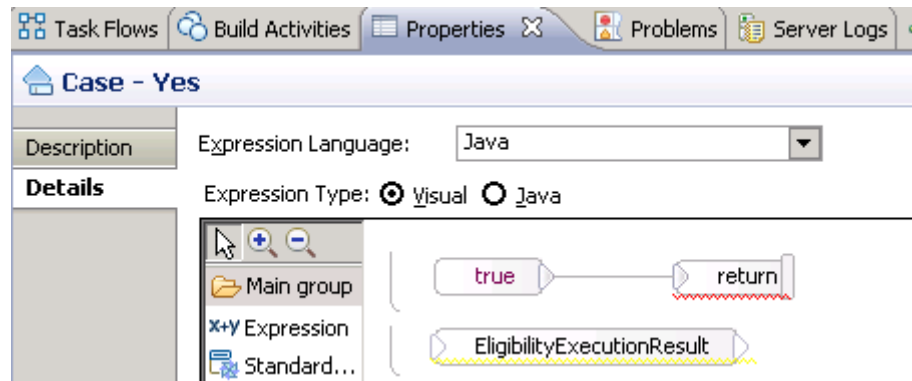 Task Flows Build Activities Properties Problems Server Logs
Case - Yes
Description Expression Language: Java
Details Expression Type: Visual Java
Main group true return
X+Y Expression EligibilityExecutionResult
Standard...